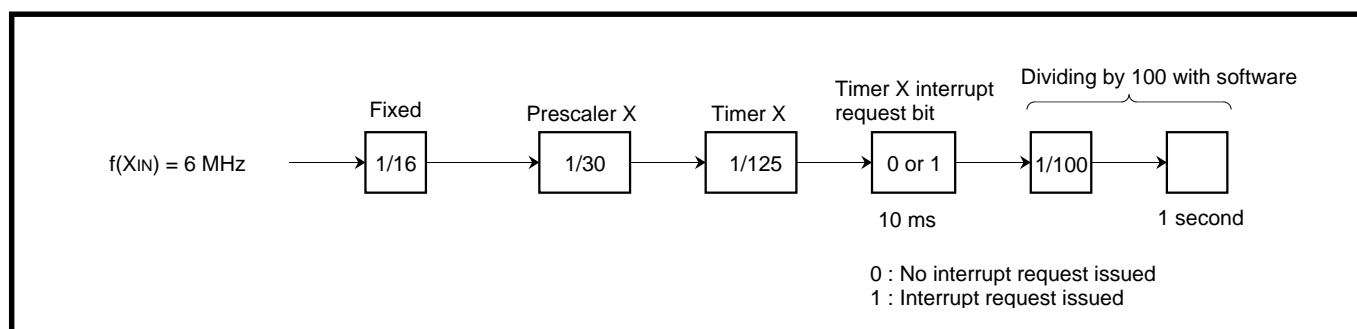 Dividing by 100 with software
Timer X interrupt
request bit
Fixed
Prescaler X
Timer X
f(XIN) = 6 MHz
1/16
1/30
1/125
0 or 1
1/100
10 ms
1 second
0 : No interrupt request issued
1 : Interrupt request issued